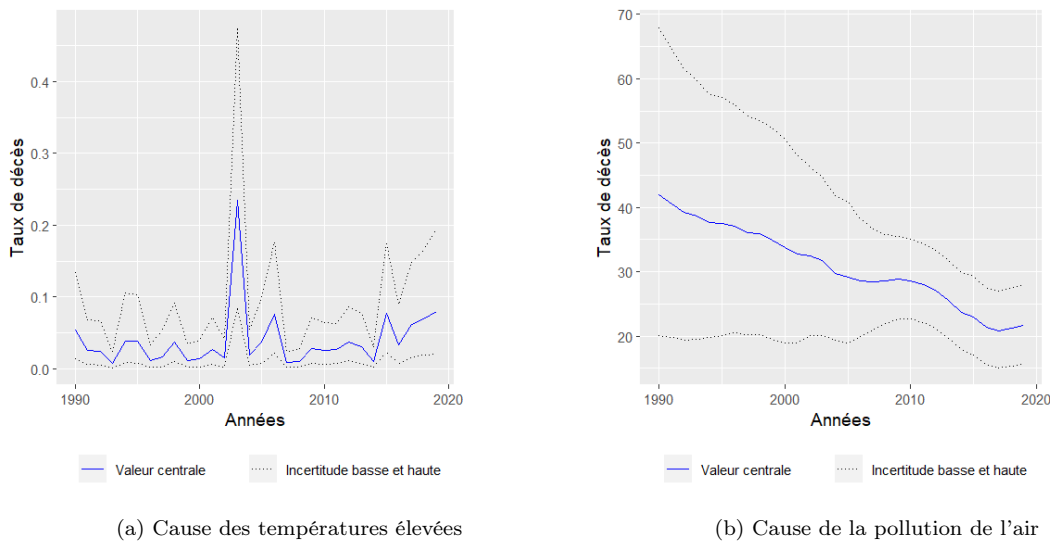 Taux de décès
0.4
0.3
0.2
0.1
0.0
1990 2000 2010 2020
Années
Valeur centrale Incertitude basse et haute
(a) Cause des températures élevées
Taux de décès
70
60
50
40
30
20
1990 2000 2010 2020
Années
Valeur centrale Incertitude basse et haute
(b) Cause de la pollution de l'air